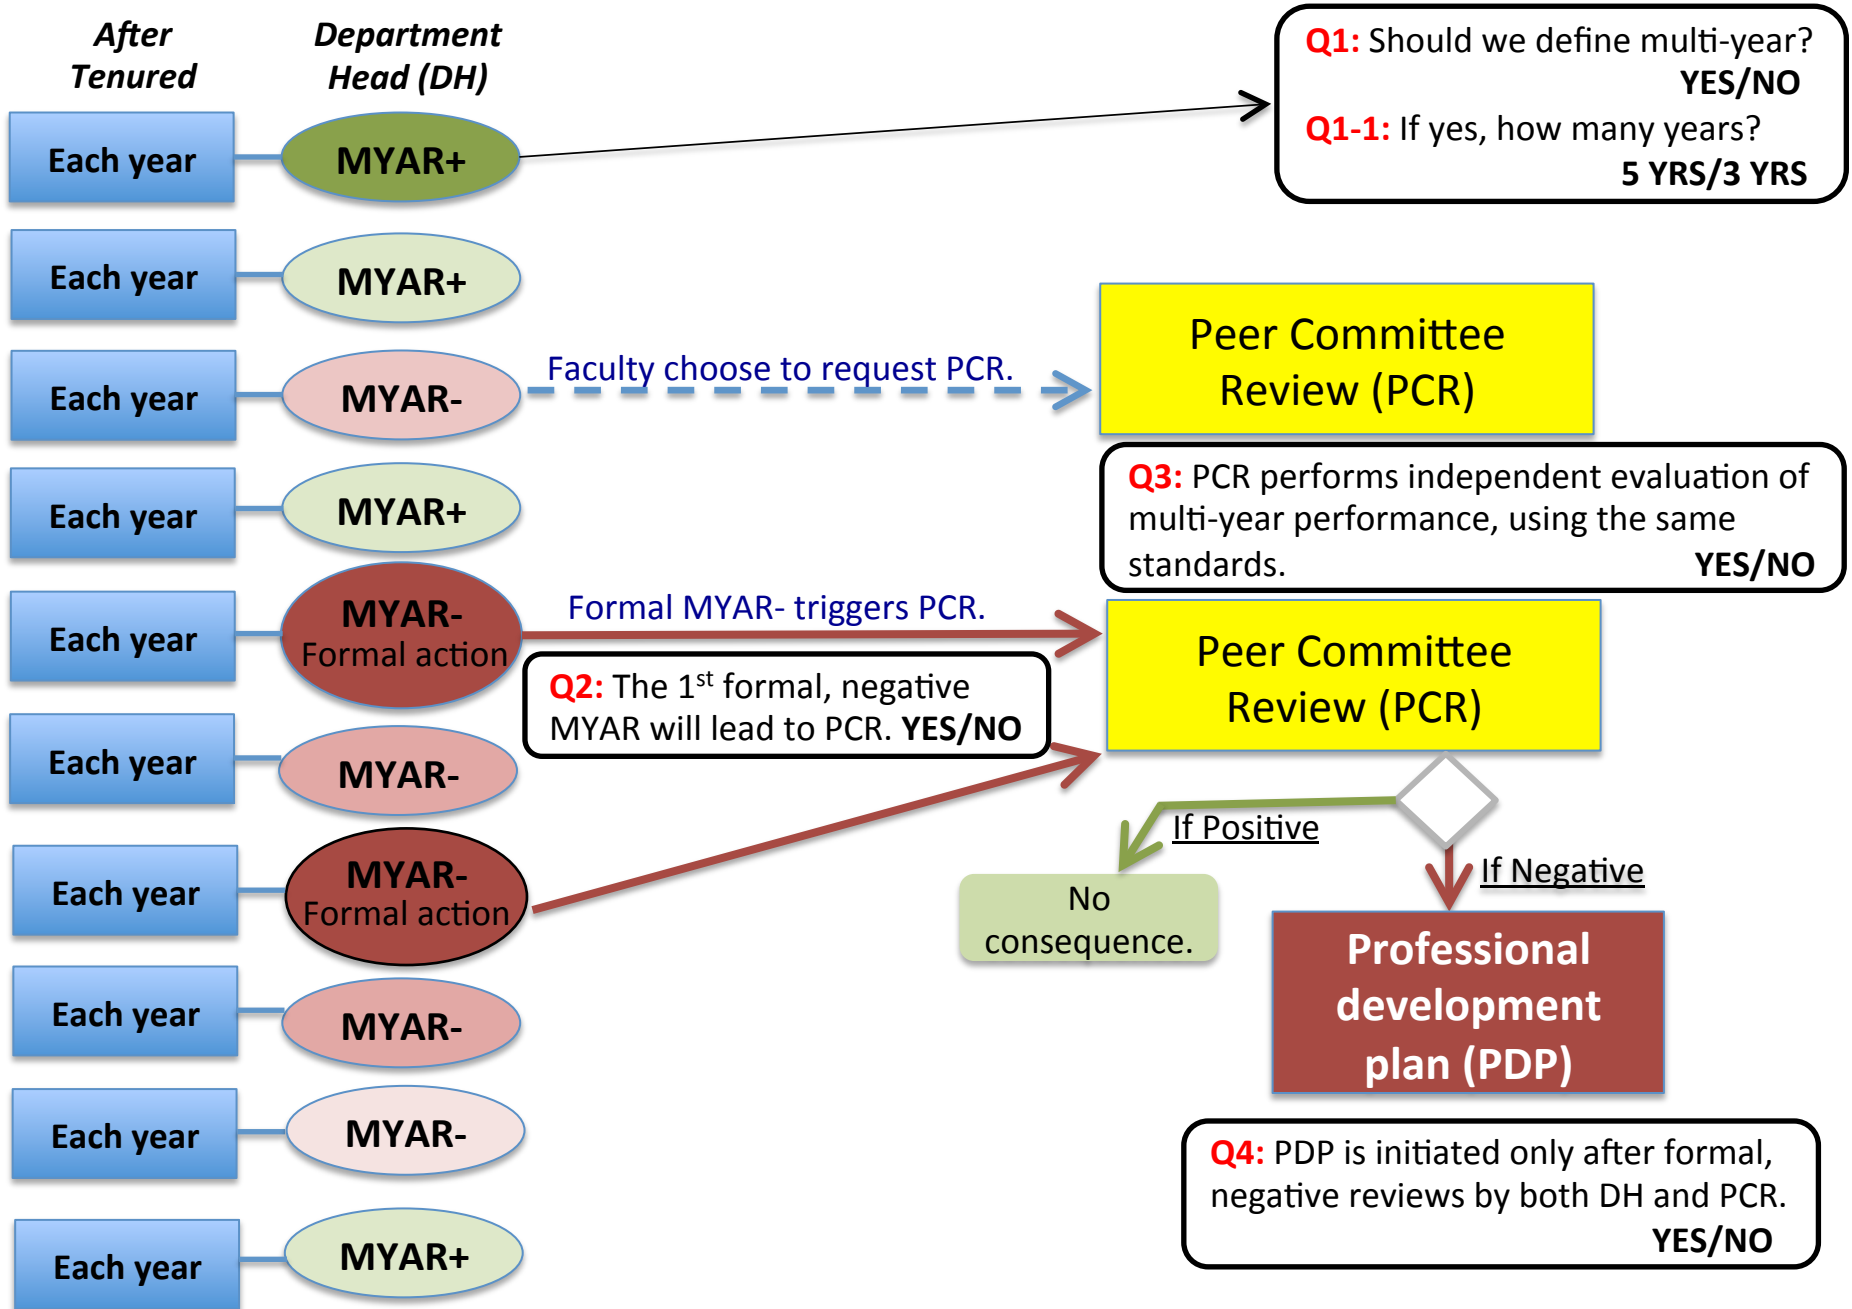 After
Tenured
Department
Head (DH)
Q1: Should we define multi-year?
YES/NO
Q1-1: If yes, how many years?
5 YRS/3 YRS
Each year
MYAR+
Each year
MYAR+
Each year
MYAR-
Faculty choose to request PCR.
Peer Committee
Review (PCR)
Q3: PCR performs independent evaluation of
multi-year performance, using the same
standards. YES/NO
Each year
MYAR+
Each year
MYAR-
Formal action
Formal MYAR- triggers PCR.
Q2: The 1st formal, negative
MYAR will lead to PCR. YES/NO
Peer Committee
Review (PCR)
Each year
MYAR-
If Positive
No
consequence.
If Negative
Professional
development
plan (PDP)
Each year
MYAR-
Formal action
Each year
MYAR-
Each year
MYAR-
Q4: PDP is initiated only after formal,
negative reviews by both DH and PCR.
YES/NO
Each year
MYAR+